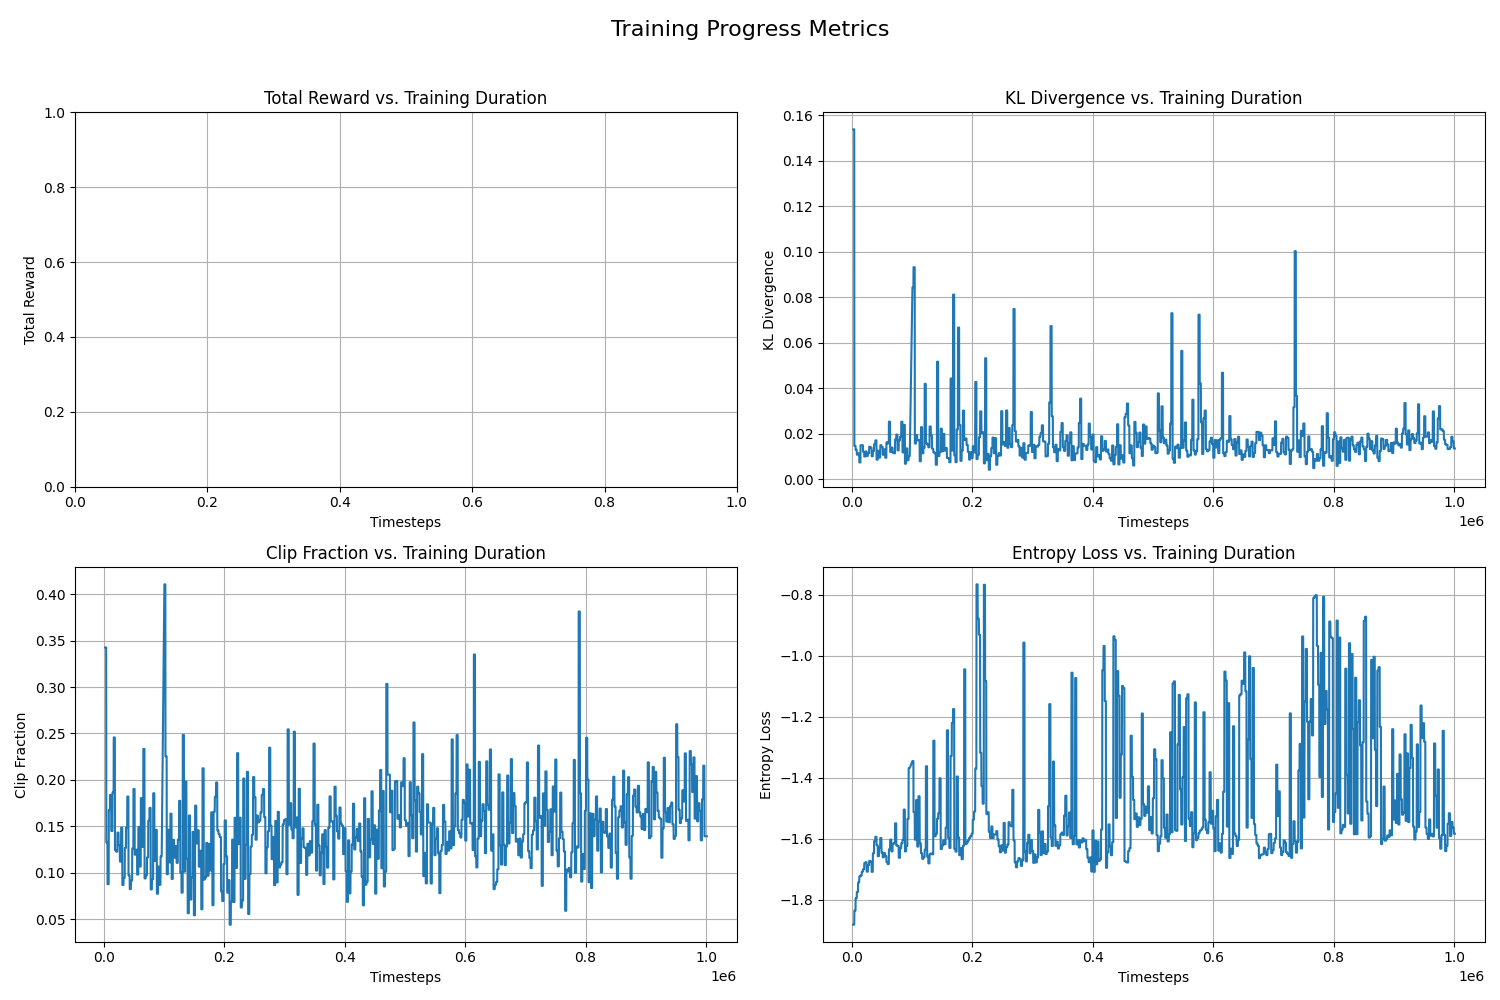 Training Progress Metrics
Total Reward vs. Training Duration
Total Reward
1.0
0.8
0.6
0.4
0.2
0.0
0.0 0.2 0.4 0.6 0.8 1.0
Timesteps
KL Divergence vs. Training Duration
KL Divergence
0.16
0.14
0.12
0.10
0.08
0.06
0.04
0.02
0.00
0.0 0.2 0.4 0.6 0.8 1.0
1e6
Timesteps
Clip Fraction vs. Training Duration
Clip Fraction
0.40
0.35
0.30
0.25
0.20
0.15
0.10
0.05
0.0 0.2 0.4 0.6 0.8 1.0
1e6
Timesteps
Entropy Loss vs. Training Duration
Entropy Loss
−0.8
−1.0
−1.2
−1.4
−1.6
−1.8
0.0 0.2 0.4 0.6 0.8 1.0
1e6
Timesteps